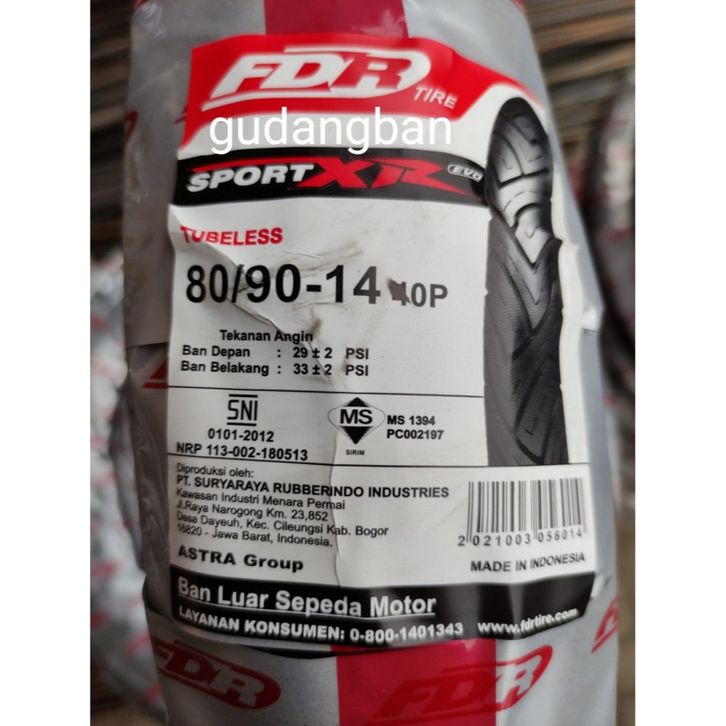 FDR
TIRE
gudangban
SPORT XR EVO
TUBELESS
80/90-14 40P
Tekanan Angin
Ban Depan : 29 ± 2 PSI
Ban Belakang : 33 ± 2 PSI
SNI
0101-2012
NRP 113-002-180513
MS
SIRIM
MS 1394
PC002197
Diproduksi oleh:
PT. SURYARAYA RUBBERINDO INDUSTRIES
Kawasan Industri Menara Permai
Jl.Raya Narogong Km. 23,852
Desa Dayeuh, Kec. Cileungsi Kab. Bogor
16820 - Jawa Barat, Indonesia.
ASTRA Group
2 021003 056014
MADE IN INDONESIA
Ban Luar Sepeda Motor
LAYANAN KONSUMEN: 0-800-1401343 www.fdrtire.com
FDR
FDR